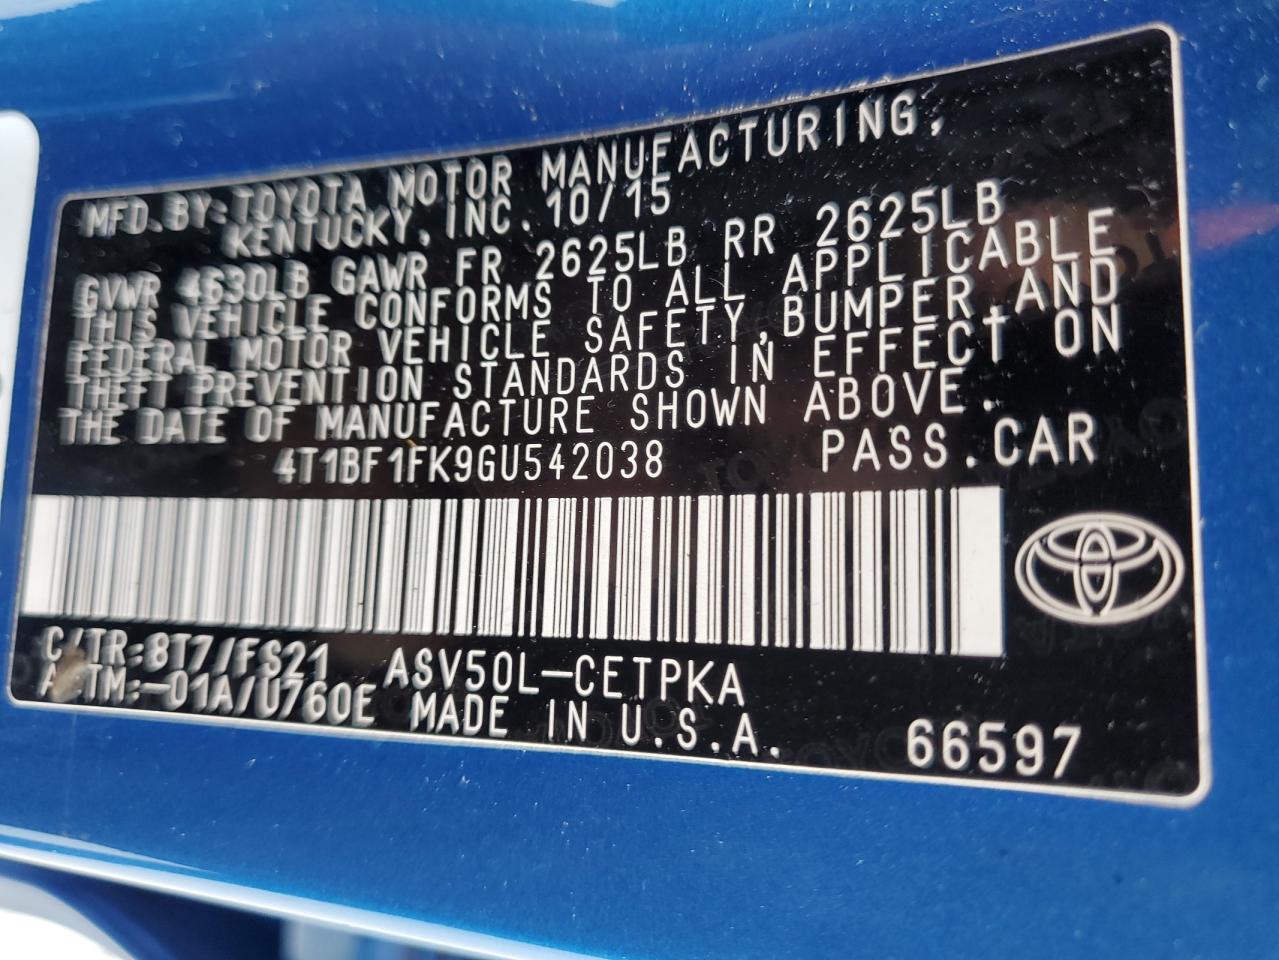 MFD.BY:TOYOTA MOTOR MANUFACTURING,
KENTUCKY, INC. 10/15
GVWR 4630LB GAWR FR 2625LB RR 2625LB
THIS VEHICLE CONFORMS TO ALL APPLICABLE
FEDERAL MOTOR VEHICLE SAFETY,BUMPER,AND
THEFT PREVENTION STANDARDS IN EFFECT ON
THE DATE OF MANUFACTURE SHOWN ABOVE.
4T1BF1FK9GU542038 PASS.CAR
C/TR:8T7/FS21 ASV50L-CETPKA
A/TM:-01A/U760E MADE IN U.S.A.
66597